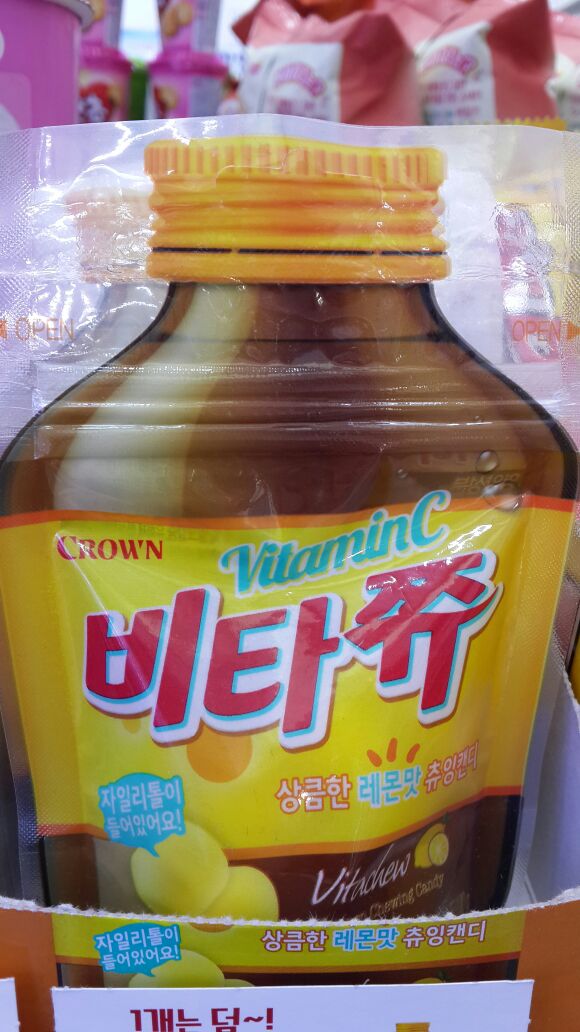 OPEN
OPEN
CROWN
VitaminC
비타츄
상큼한 레몬맛 츄잉캔디
자일리톨이
들어있어요!
Vitachew
Chewing Candy
자일리톨이
들어있어요!
상큼한 레몬맛 츄잉캔디
1개는 덤~!